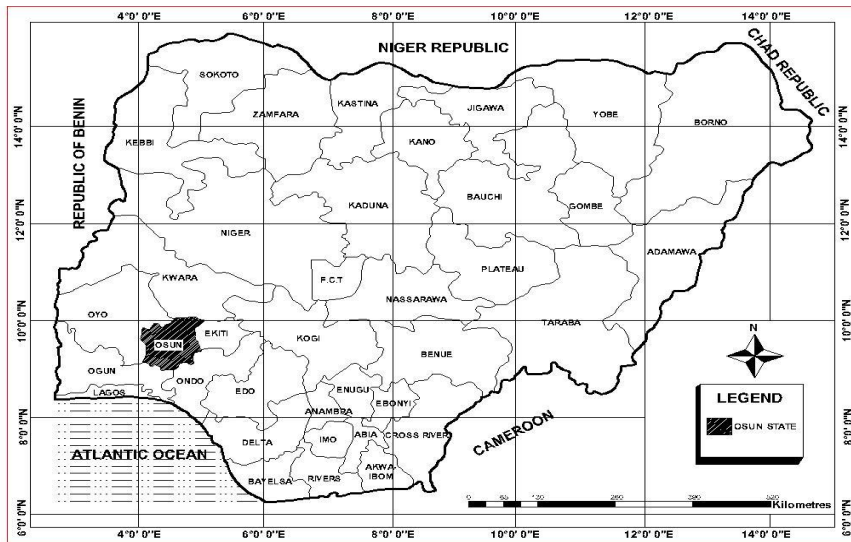 4°0' 0"E
6°0' 0"E
8°0' 0"E
10°0' 0"E
12°0' 0"E
14°0' 0"E
NIGER REPUBLIC
CHAD REPUBLIC
REPUBLIC OF BENIN
SOKOTO
ZAMFARA
KASTINA
JIGAWA
YOBE
BORNO
KEBBI
KANO
14°0' 0"N
14°0' 0"N
KADUNA
BAUCHI
GOMBE
12°0' 0"N
12°0' 0"N
NIGER
ADAMAWA
KWARA
F.C.T
PLATEAU
NASSARAWA
OYO
TARABA
10°0' 0"N
10°0' 0"N
OSUN
EKITI
KOGI
BENUE
N
OGUN
ONDO
EDO
ENUGU
LAGOS
ANAMBRA
EBONYI
8°0' 0"N
8°0' 0"N
LEGEND
OSUN STATE
DELTA
IMO
ABIA
CROSS RIVER
CAMEROON
ATLANTIC OCEAN
BAYELSA
RIVERS
AKWA
IBOM
6°0' 0"N
6°0' 0"N
Kilometres
4°0' 0"E
6°0' 0"E
8°0' 0"E
10°0' 0"E
12°0' 0"E
14°0' 0"E